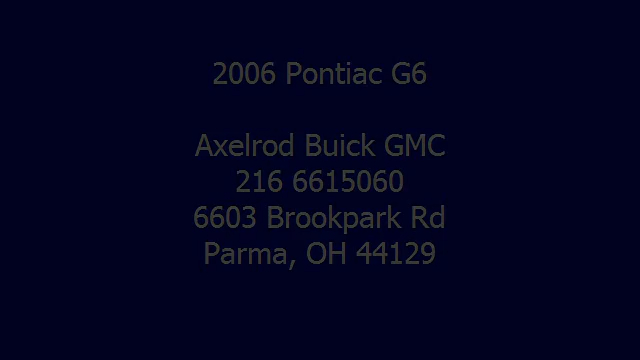 2006 Pontiac G6
Axelrod Buick GMC
216 6615060
6603 Brookpark Rd
Parma, OH 44129